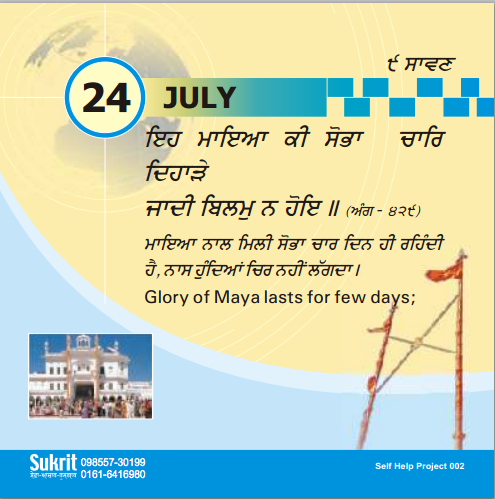 ੯ ਸਾਵਣ
24 JULY
ਇਹ ਮਾਇਆ ਕੀ ਸੋਭਾ ਚਾਰਿ
ਦਿਹਾੜੇ
ਜਾਦੀ ਬਿਲਮੁ ਨ ਹੋਇ ॥ (ਅੰਗ - ੪੨੯)
ਮਾਇਆ ਨਾਲ ਮਿਲੀ ਸੋਭਾ ਚਾਰ ਦਿਨ ਹੀ ਰਹਿੰਦੀ
ਹੈ, ਨਾਸ ਹੁੰਦਿਆਂ ਚਿਰ ਨਹੀਂ ਲੱਗਦਾ।
Glory of Maya lasts for few days;
Sukrit 098557-30199
0161-6416980
Self Help Project 002